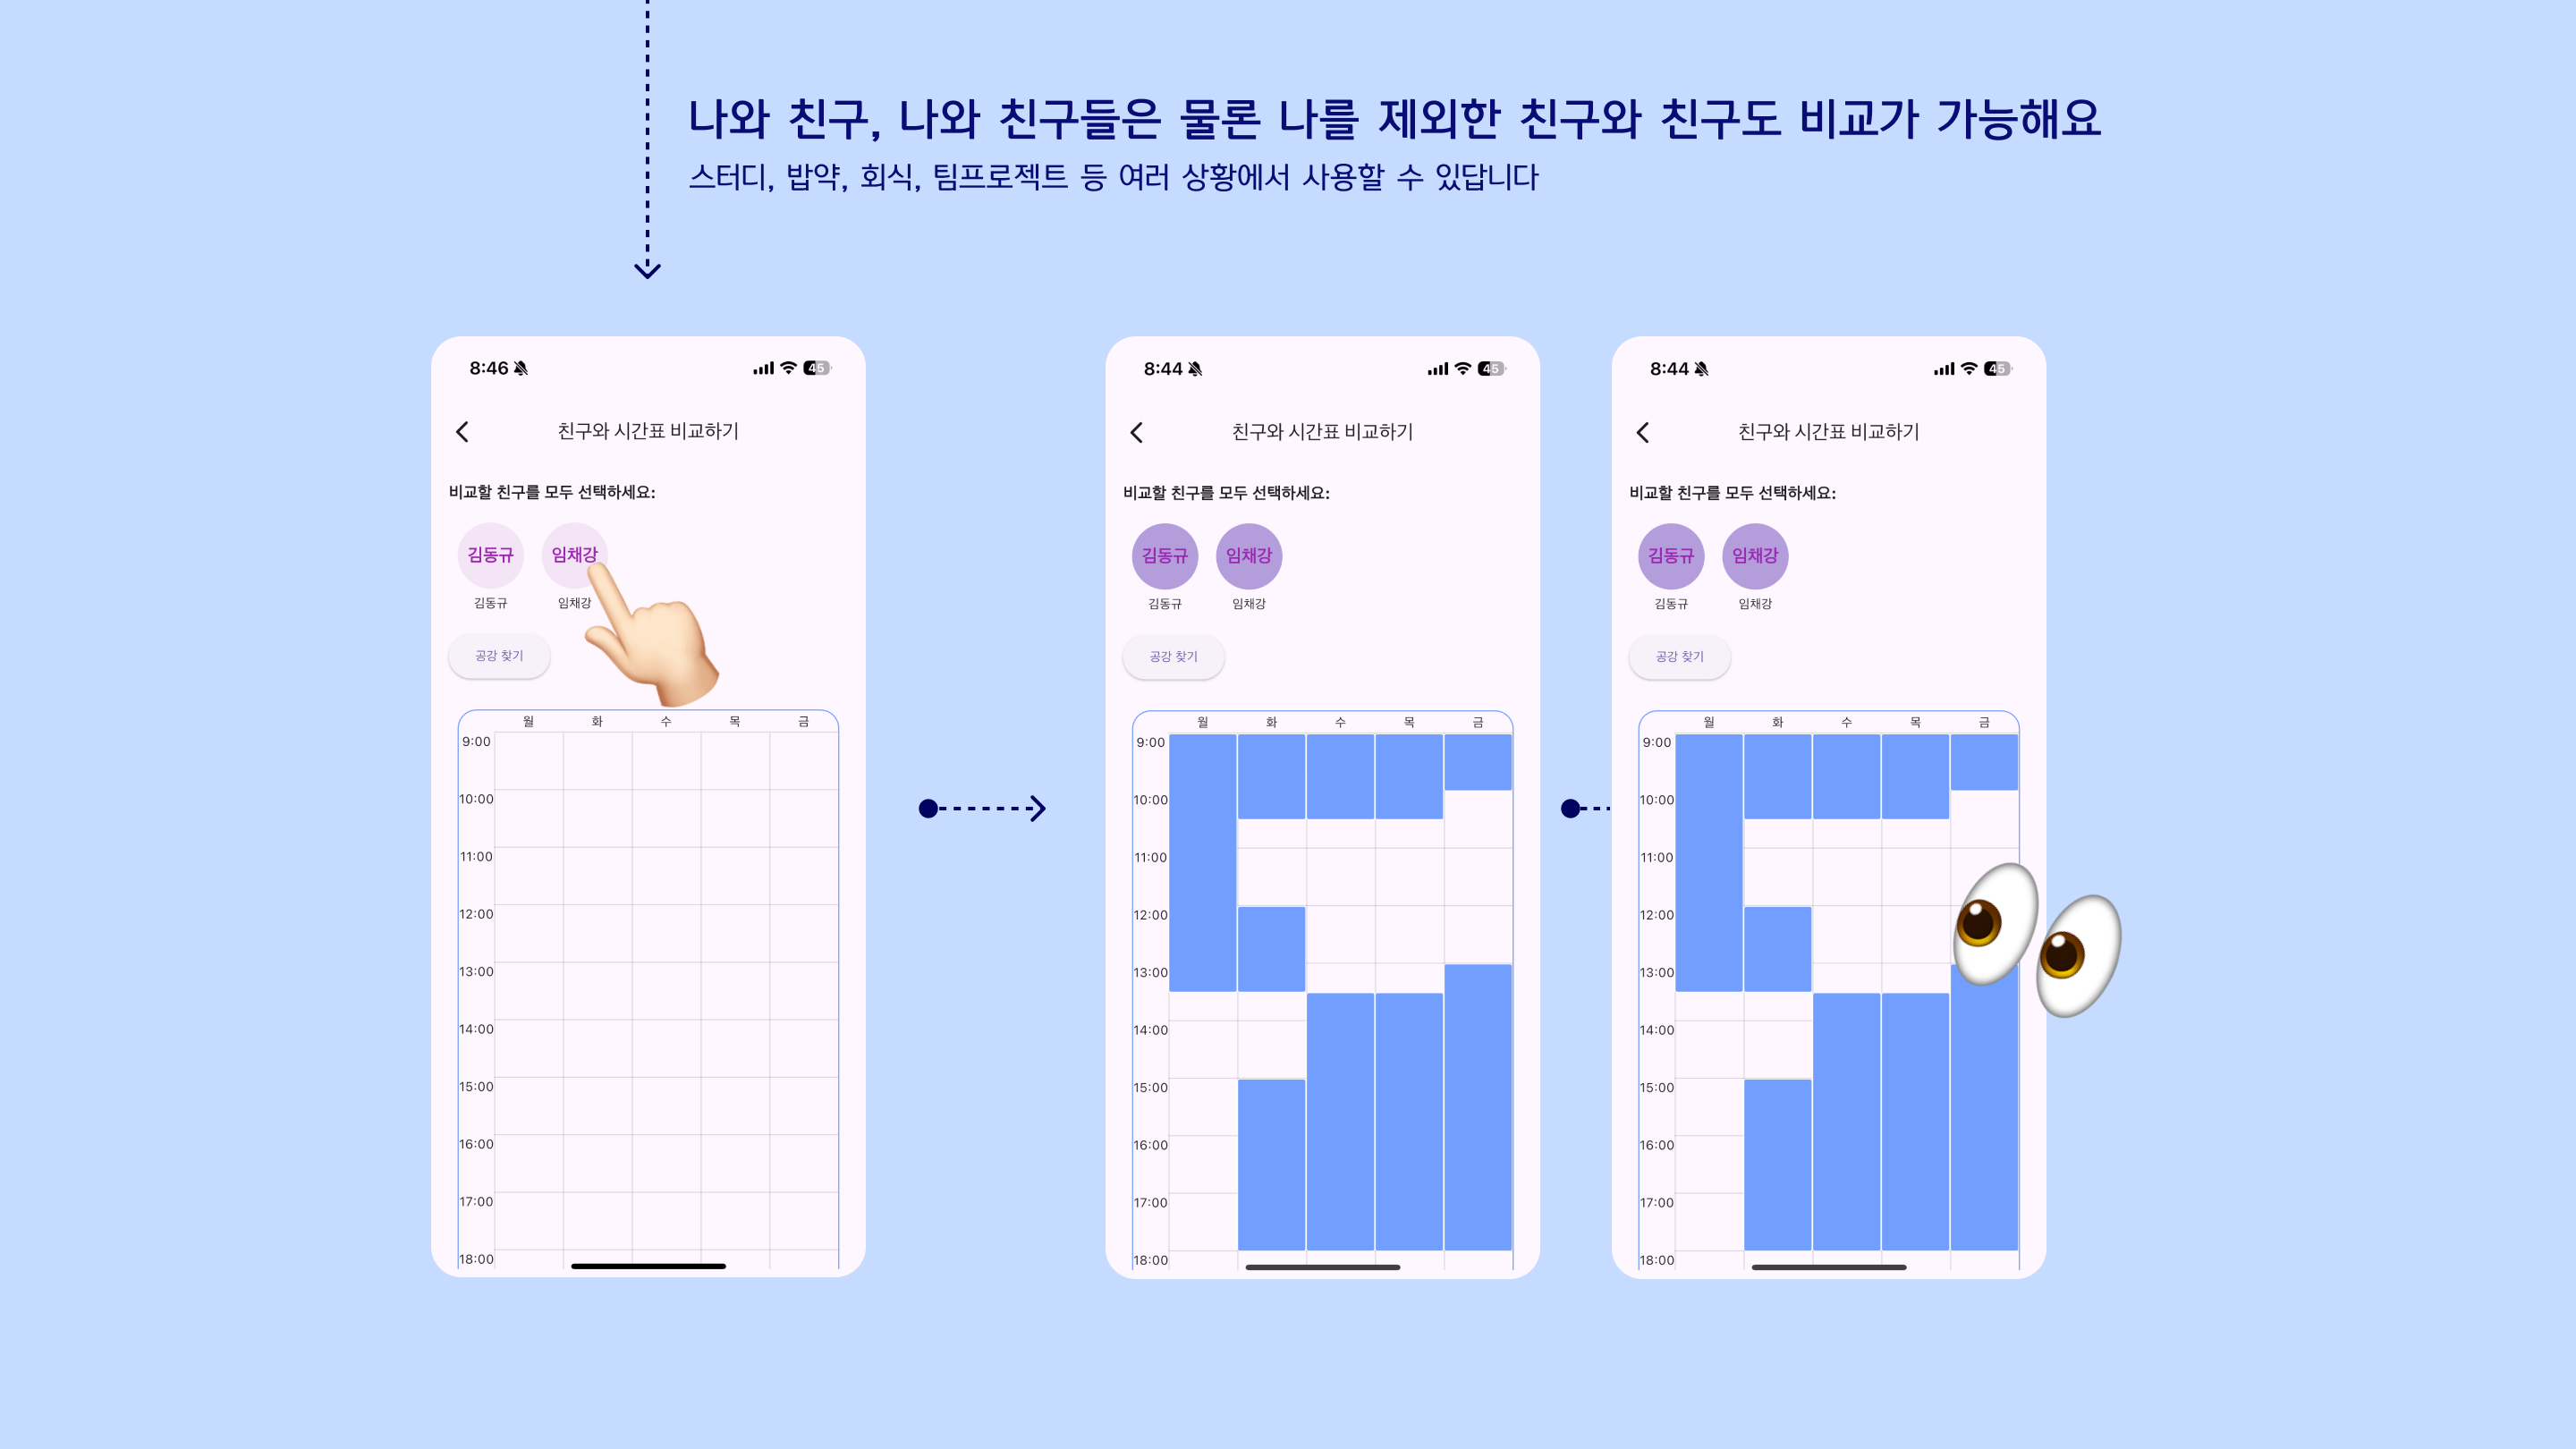 나와 친구, 나와 친구들은 물론 나를 제외한 친구와 친구도 비교가 가능해요
스터디, 밥약, 회식, 팀프로젝트 등 여러 상황에서 사용할 수 있답니다
8:46
45
친구와 시간표 비교하기
비교할 친구를 모두 선택하세요:
김동규 임채강
김동규 임채강
공강 찾기
월 화 수 목 금
9:00
10:00
11:00
12:00
13:00
14:00
15:00
16:00
17:00
18:00
8:44
45
친구와 시간표 비교하기
비교할 친구를 모두 선택하세요:
김동규 임채강
김동규 임채강
공강 찾기
월 화 수 목 금
9:00
10:00
11:00
12:00
13:00
14:00
15:00
16:00
17:00
18:00
8:44
45
친구와 시간표 비교하기
비교할 친구를 모두 선택하세요:
김동규 임채강
김동규 임채강
공강 찾기
월 화 수 목 금
9:00
10:00
11:00
12:00
13:00
14:00
15:00
16:00
17:00
18:00